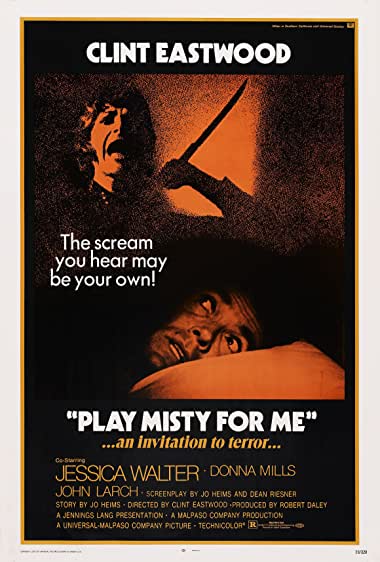 CLINT EASTWOOD
The scream
you hear may
be your own!
"PLAY MISTY FOR ME"
...an invitation to terror...
Co-Starring
JESSICA WALTER · DONNA MILLS
JOHN LARCH · SCREENPLAY BY JO HEIMS AND DEAN RIESNER
STORY BY JO HEIMS · DIRECTED BY CLINT EASTWOOD · PRODUCED BY ROBERT DALEY
A JENNINGS LANG PRESENTATION · A MALPASO COMPANY PRODUCTION
A UNIVERSAL-MALPASO COMPANY PICTURE · TECHNICOLOR®
R